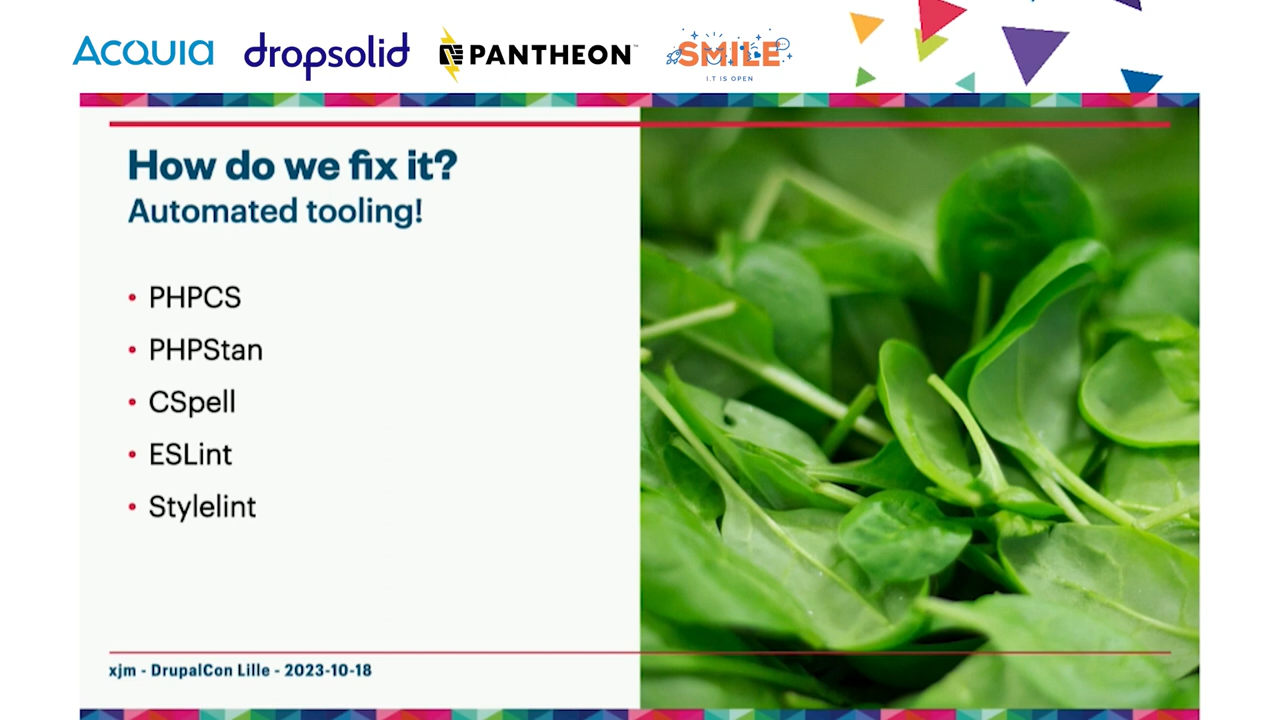 Acquia dropsolid PANTHEON SMILE
I.T IS OPEN
How do we fix it?
Automated tooling!
• PHPCS
• PHPStan
• CSpell
• ESLint
• Stylelint
xjm - DrupalCon Lille - 2023-10-18